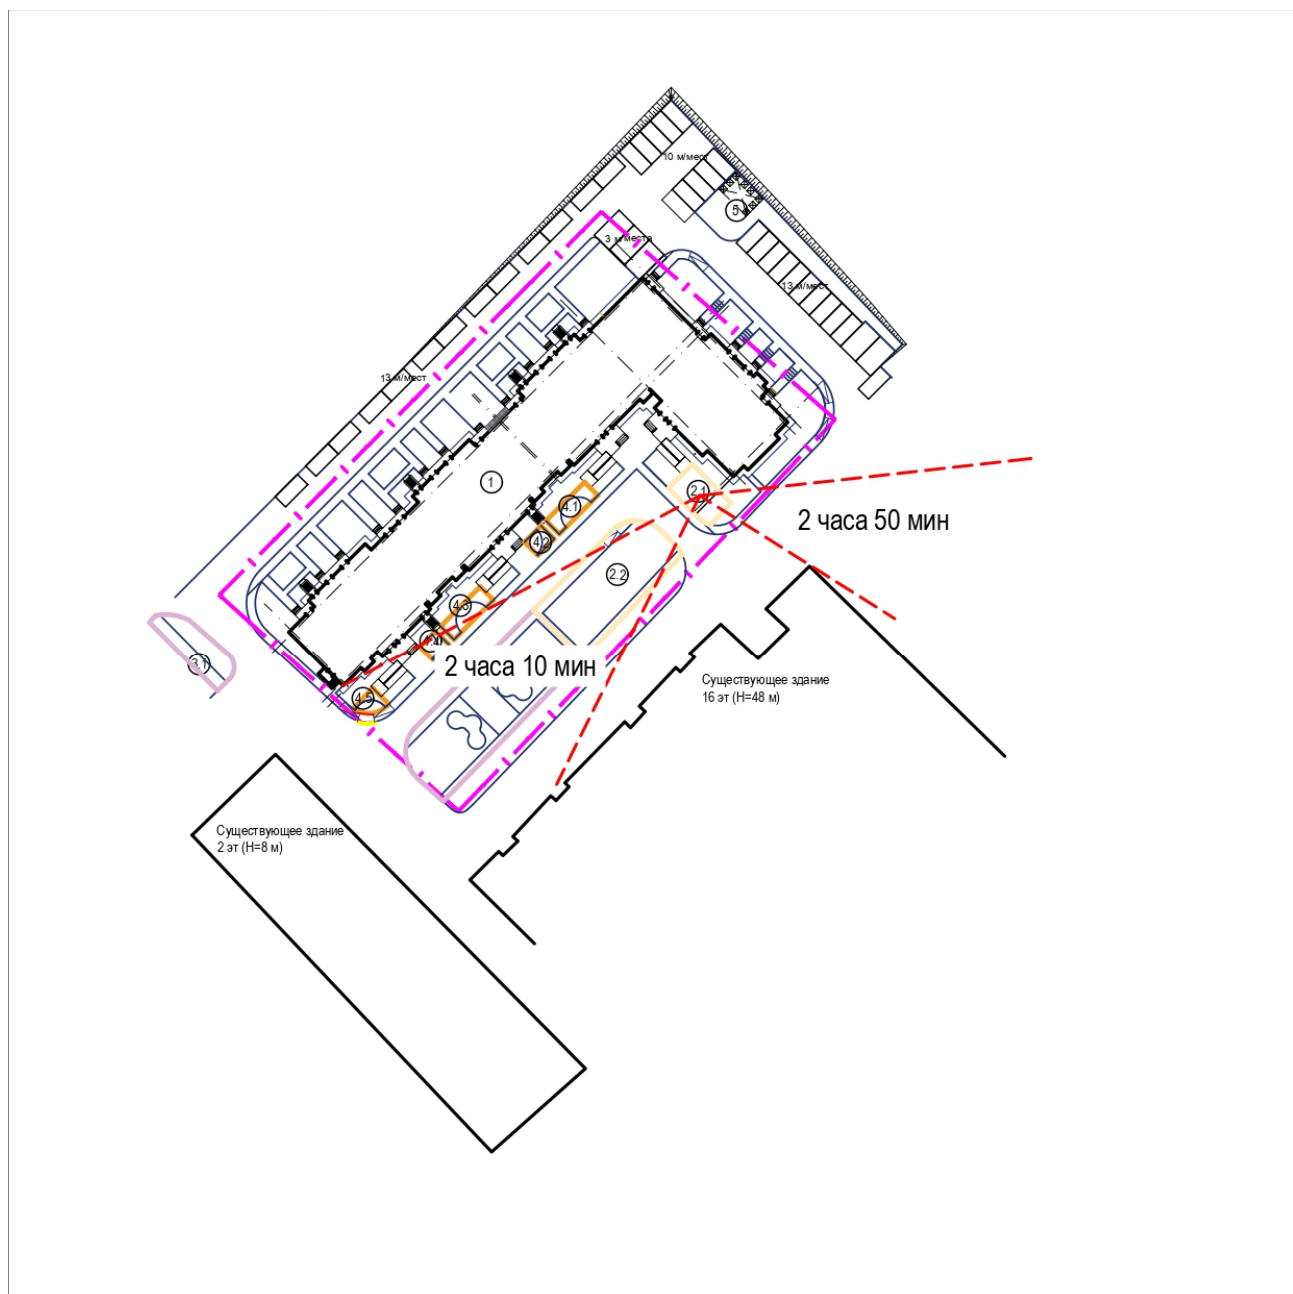 10 м/мест
5
3 м/места
13 м/мест
13 м/мест
1
2.1
4.1
2 часа 50 мин
4.2
2.2
4.3
4.4
3.1
2 часа 10 мин
Существующее здание
16 эт (Н=48 м)
4.5
Существующее здание
2 эт (Н=8 м)